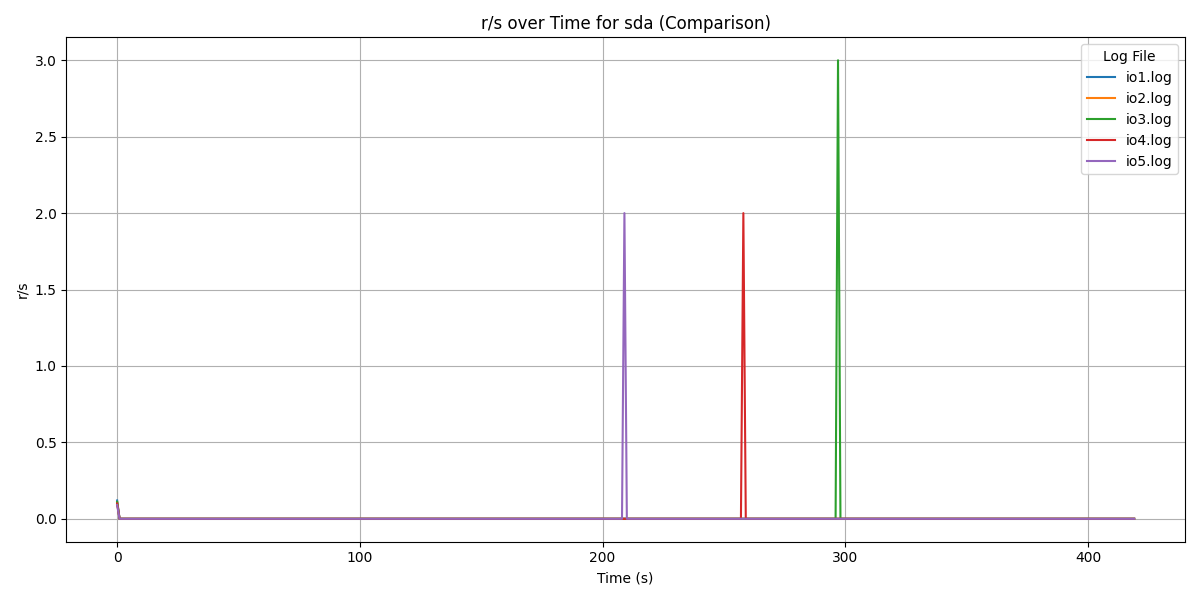 r/s over Time for sda (Comparison)
Log File
io1.log
io2.log
io3.log
io4.log
io5.log
r/s
3.0
2.5
2.0
1.5
1.0
0.5
0.0
0 100 200 300 400
Time (s)